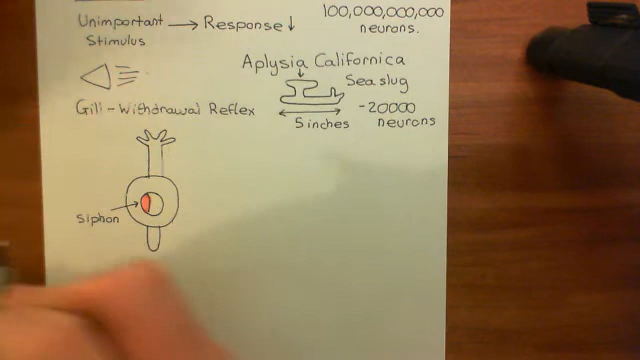 Unimportant Stimulus → Response ↓
100,000,000,000
neurons.
Aplysia Californica
Sea slug
Gill-Withdrawal Reflex
5 inches
~20000
neurons
Siphon